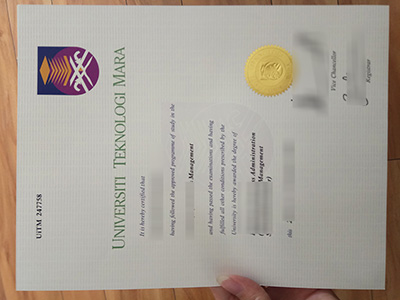 UiTM 247758
UNIVERSITI TEKNOLOGI MARA
It is hereby certified that
having followed the approved programme of study in the
Management
and having passed the examinations and having
fulfilled all other conditions prescribed by the
University is hereby awarded the degree of
Administration
Management
this
Vice Chancellor
Registrar